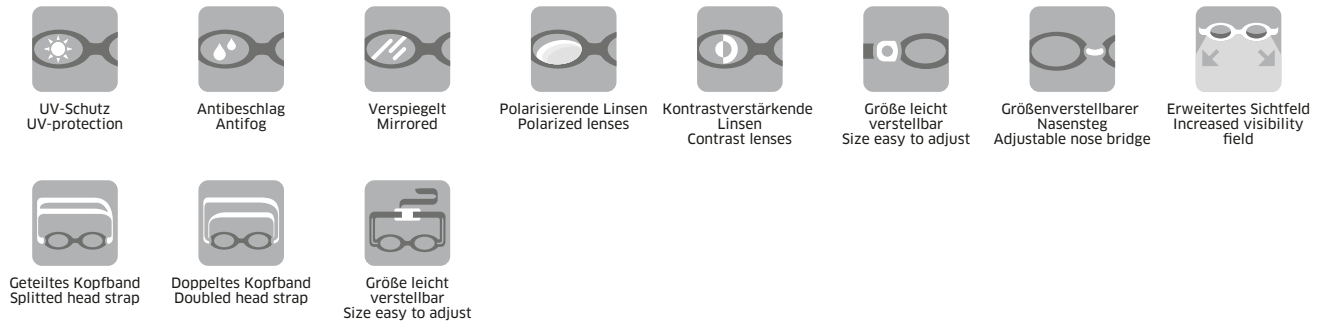 UV-Schutz
UV-protection
Antibeschlag
Antifog
Verspiegelt
Mirrored
Polarisierende Linsen
Polarized lenses
Kontrastverstärkende
Linsen
Contrast lenses
Größe leicht
verstellbar
Size easy to adjust
Größenverstellbarer
Nasensteg
Adjustable nose bridge
Erweitertes Sichtfeld
Increased visibility
field
Geteiltes Kopfband
Splitted head strap
Doppeltes Kopfband
Doubled head strap
Größe leicht
verstellbar
Size easy to adjust